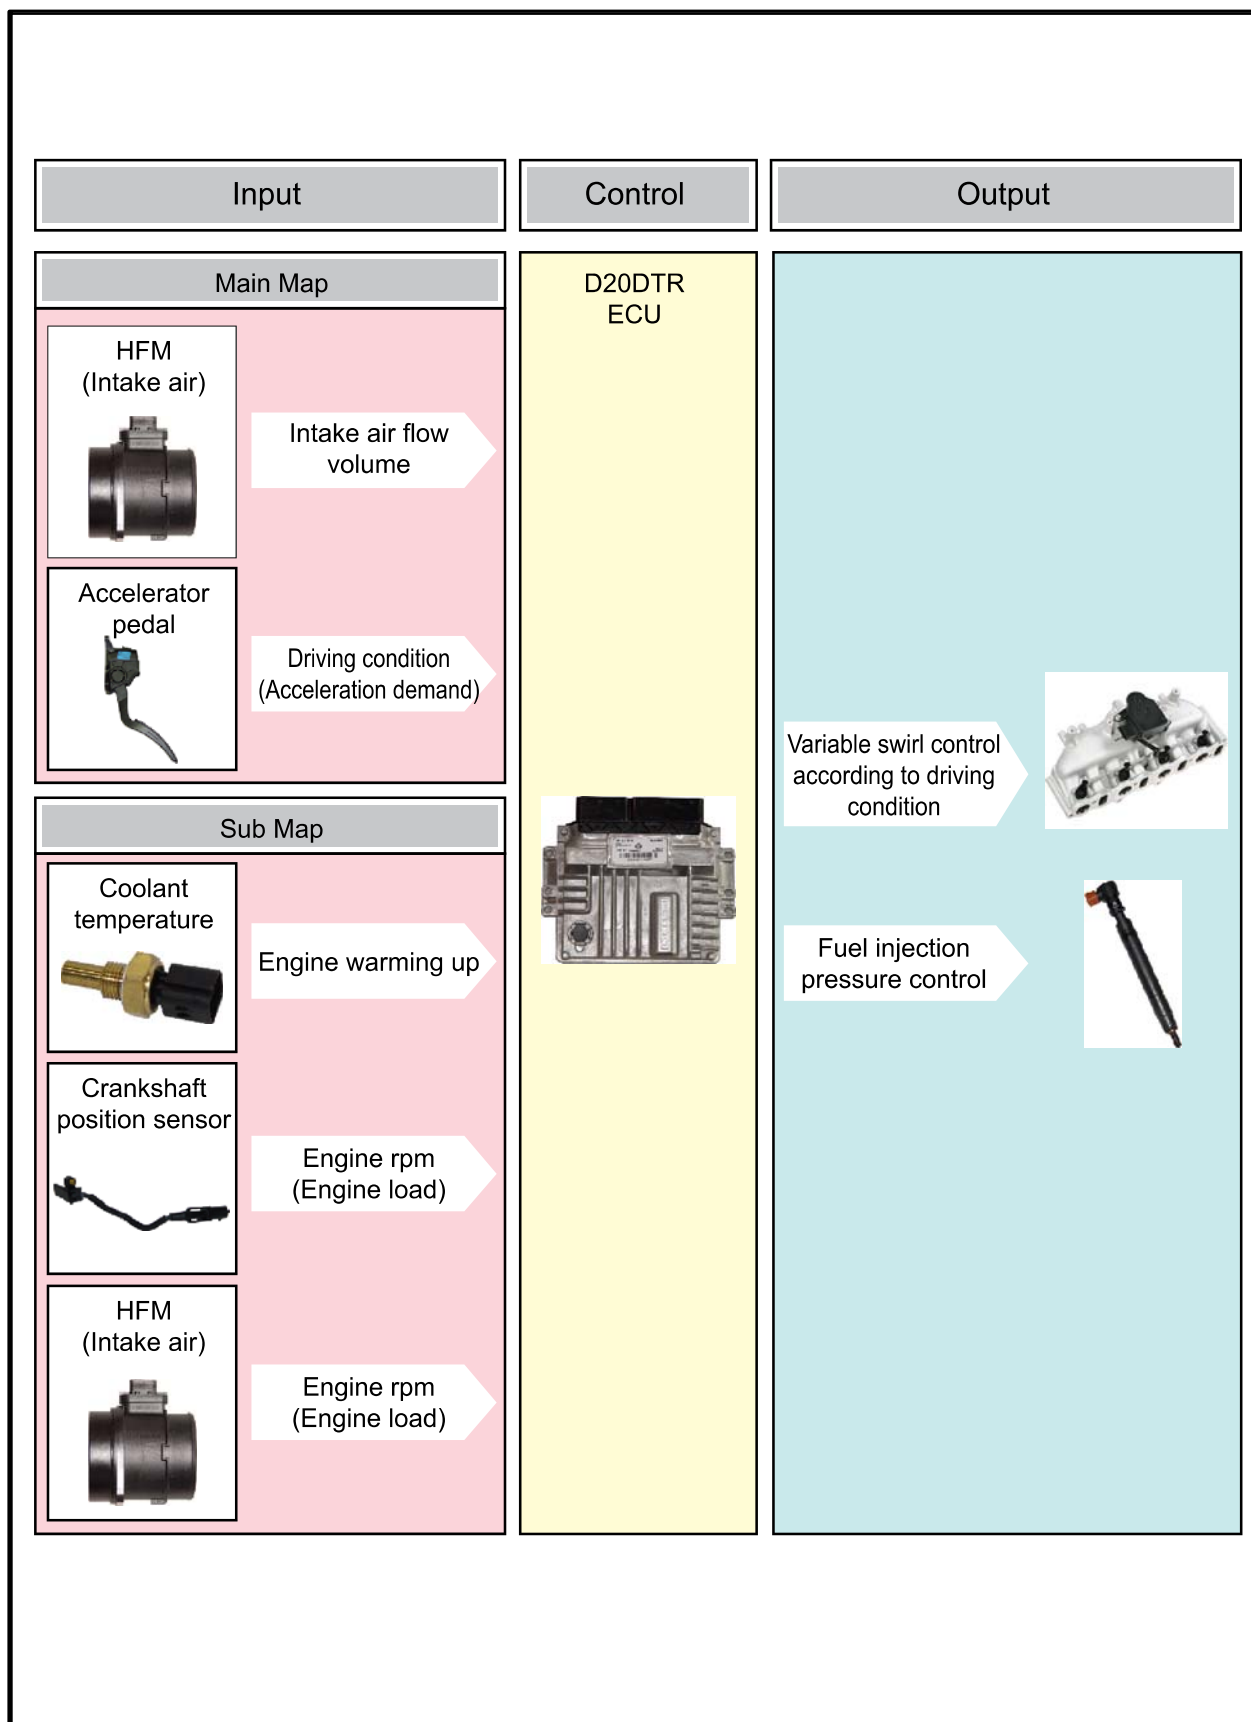 Input
Control
Output
Main Map
HFM
(Intake air)
Intake air flow
volume
Accelerator
pedal
Driving condition
(Acceleration demand)
Sub Map
Coolant
temperature
Engine warming up
Crankshaft
position sensor
Engine rpm
(Engine load)
HFM
(Intake air)
Engine rpm
(Engine load)
D20DTR
ECU
Variable swirl control
according to driving
condition
Fuel injection
pressure control